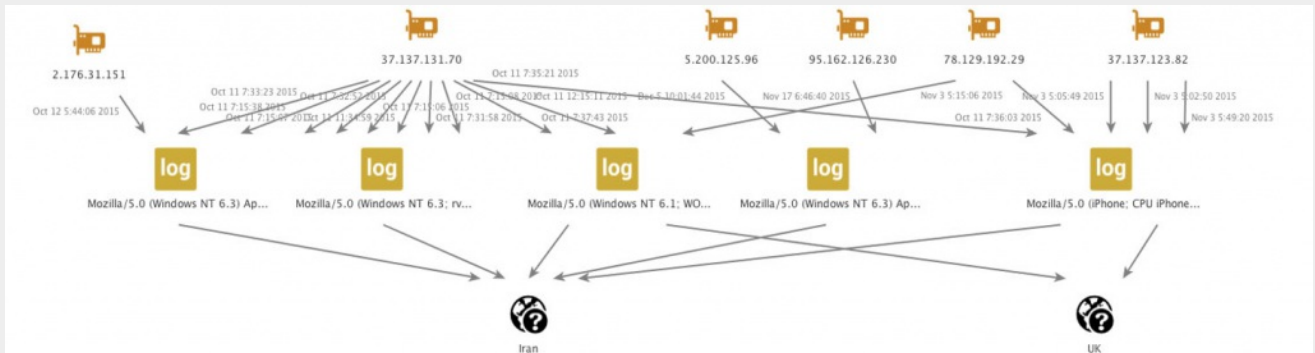 37.137.131.70
5.200.125.96
95.162.126.230
78.129.192.29
37.137.123.82
2.176.31.151
Oct 11 7:35:21 2015
Oct 11 7:33:23 2015
Oct 11 7:32:52
Oct 11 7:15:08
Oct 11 12:15:11 2015
10:01:44 2015
Nov 17 6:46:40 2015
Nov 3 5:15:06 2015
Nov 3 5:05:49 2015
Nov 3 5:02:50 2015
Oct 12 5:44:06 2015
Oct 11 7:15:38
7:15:06 2015
Oct 11 7:31:58 2015
Oct 11 7:37:43 2015
Oct 11 7:36:03 2015
Nov 3 5:49:20 2015
log
log
log
log
log
Mozilla/5.0 (Windows NT 6.3) Ap...
Mozilla/5.0 (Windows NT 6.3; rv...
Mozilla/5.0 (Windows NT 6.1; WO...
Mozilla/5.0 (Windows NT 6.3) Ap...
Mozilla/5.0 (iPhone; CPU iPhone...
Iran
UK